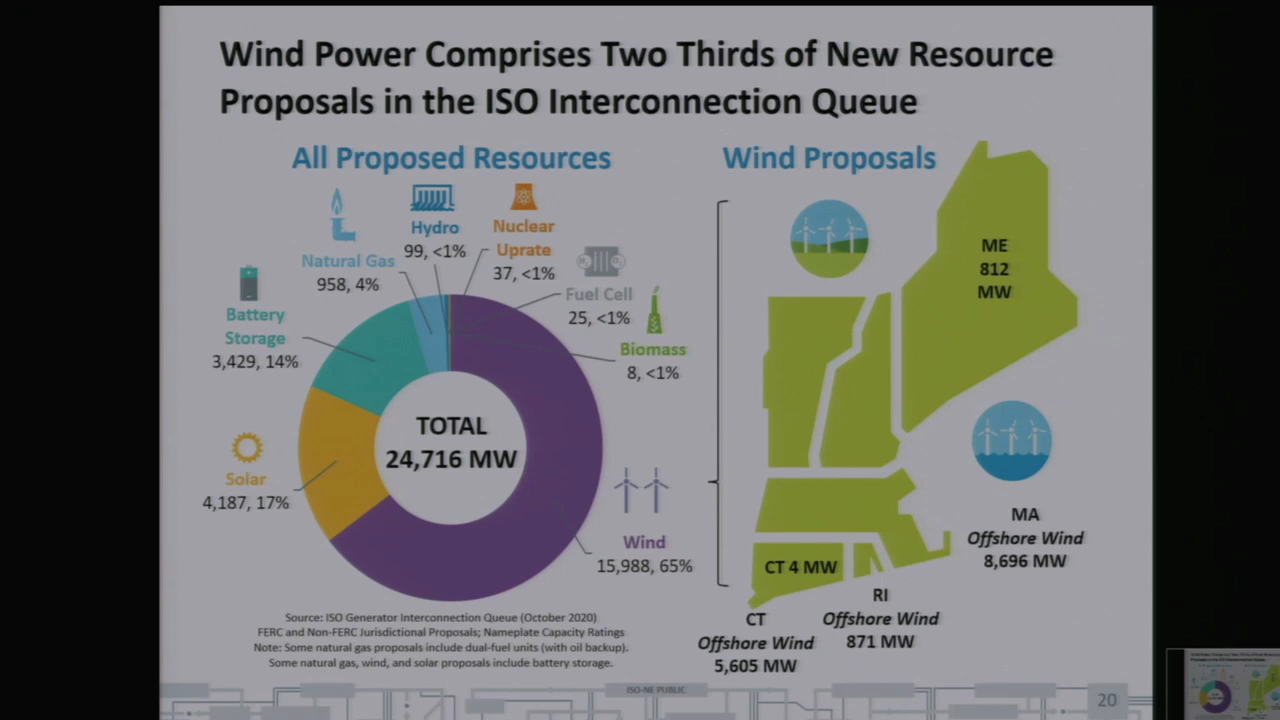 Wind Power Comprises Two Thirds of New Resource
Proposals in the ISO Interconnection Queue
All Proposed Resources
Hydro
99, <1%
Nuclear
Uprate
37, <1%
Natural Gas
958, 4%
Fuel Cell
25, <1%
Battery
Storage
3,429, 14%
Biomass
8, <1%
TOTAL
24,716 MW
Solar
4,187, 17%
Wind
15,988, 65%
Source: ISO Generator Interconnection Queue (October 2020)
FERC and Non-FERC Jurisdictional Proposals; Nameplate Capacity Ratings
Note: Some natural gas proposals include dual-fuel units (with oil backup).
Some natural gas, wind, and solar proposals include battery storage.
Wind Proposals
ME
812
MW
MA
Offshore Wind
8,696 MW
CT 4 MW
RI
Offshore Wind
871 MW
CT
Offshore Wind
5,605 MW
ISO-NE PUBLIC
20